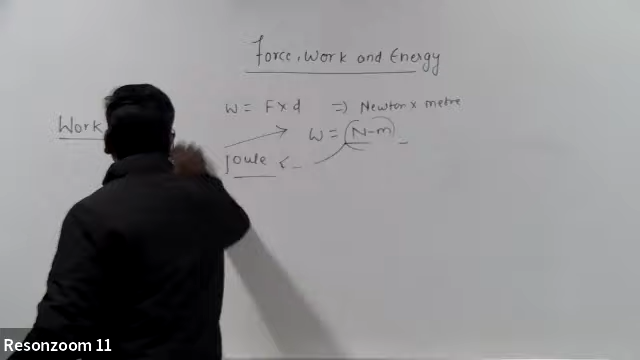 Force, Work and Energy
W = F × d ⇒ Newton × metre
Work
W = (N-m)
Joule
Resonzoom 11